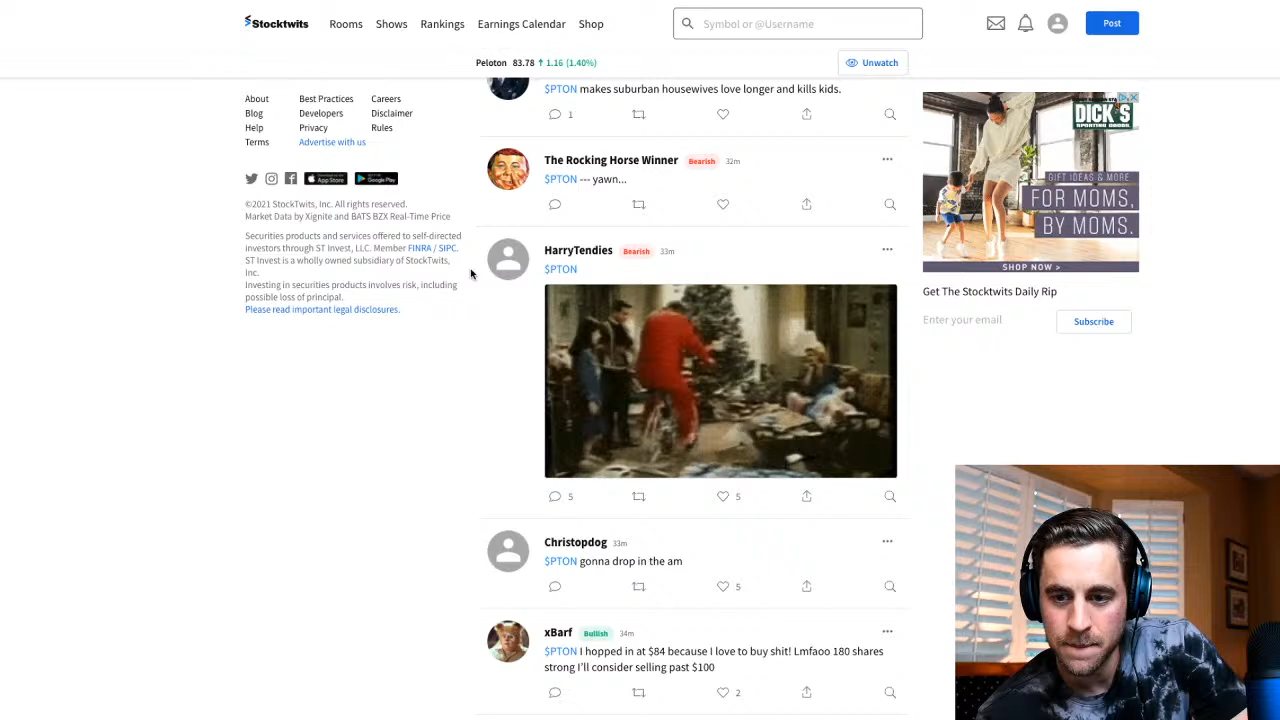 Stocktwits
Rooms
Shows
Rankings
Earnings Calendar
Shop
Symbol or @Username
Post
Peloton 83.78 ↑ 1.16 (1.40%)
Unwatch
About
Best Practices
Careers
Blog
Developers
Disclaimer
Help
Privacy
Rules
Terms
Advertise with us
App Store
Google Play
©2021 StockTwits, Inc. All rights reserved.
Market Data by Xignite and BATS BZX Real-Time Price
Securities products and services offered to self-directed
investors through ST Invest, LLC. Member FINRA / SIPC.
ST Invest is a wholly owned subsidiary of StockTwits,
Inc.
Investing in securities products involves risk, including
possible loss of principal.
Please read important legal disclosures.
$PTON makes suburban housewives love longer and kills kids.
1
The Rocking Horse Winner Bearish 32m
$PTON --- yawn...
HarryTendies Bearish 33m
$PTON
5
5
Christopdog 33m
$PTON gonna drop in the am
5
xBarf Bullish 34m
$PTON I hopped in at $84 because I love to buy shit! Lmfaoo 180 shares
strong I'll consider selling past $100
2
DICK'S
SPORTING GOODS
GIFT IDEAS & MORE
FOR MOMS,
BY MOMS.
SHOP NOW >
Get The Stocktwits Daily Rip
Enter your email
Subscribe